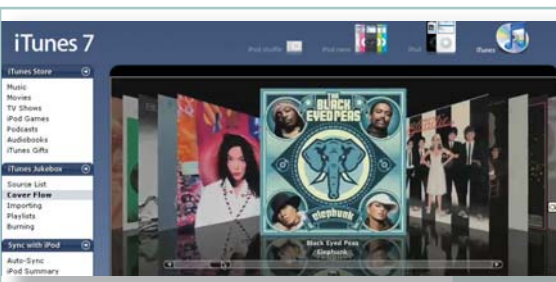 iTunes 7
iPod shuffle
iPod nano
iPod
iTunes
iTunes Store
Music
Movies
TV Shows
iPod Games
Podcasts
Audiobooks
iTunes Gifts
iTunes Jukebox
Source List
Cover Flow
Importing
Playlists
Burning
Sync with iPod
Auto-Sync
iPod Summary
THE
BLACK
EYED PEAS
elephunk
Black Eyed Peas
Elephunk